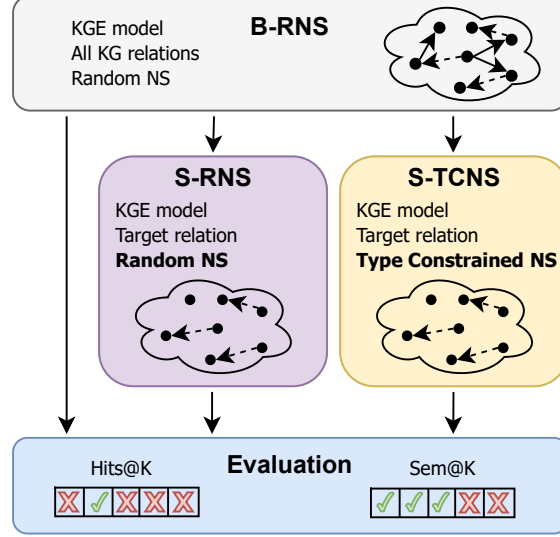 B-RNS
KGE model
All KG relations
Random NS
S-RNS
KGE model
Target relation
Random NS
S-TCNS
KGE model
Target relation
Type Constrained NS
Evaluation
Hits@K
Sem@K